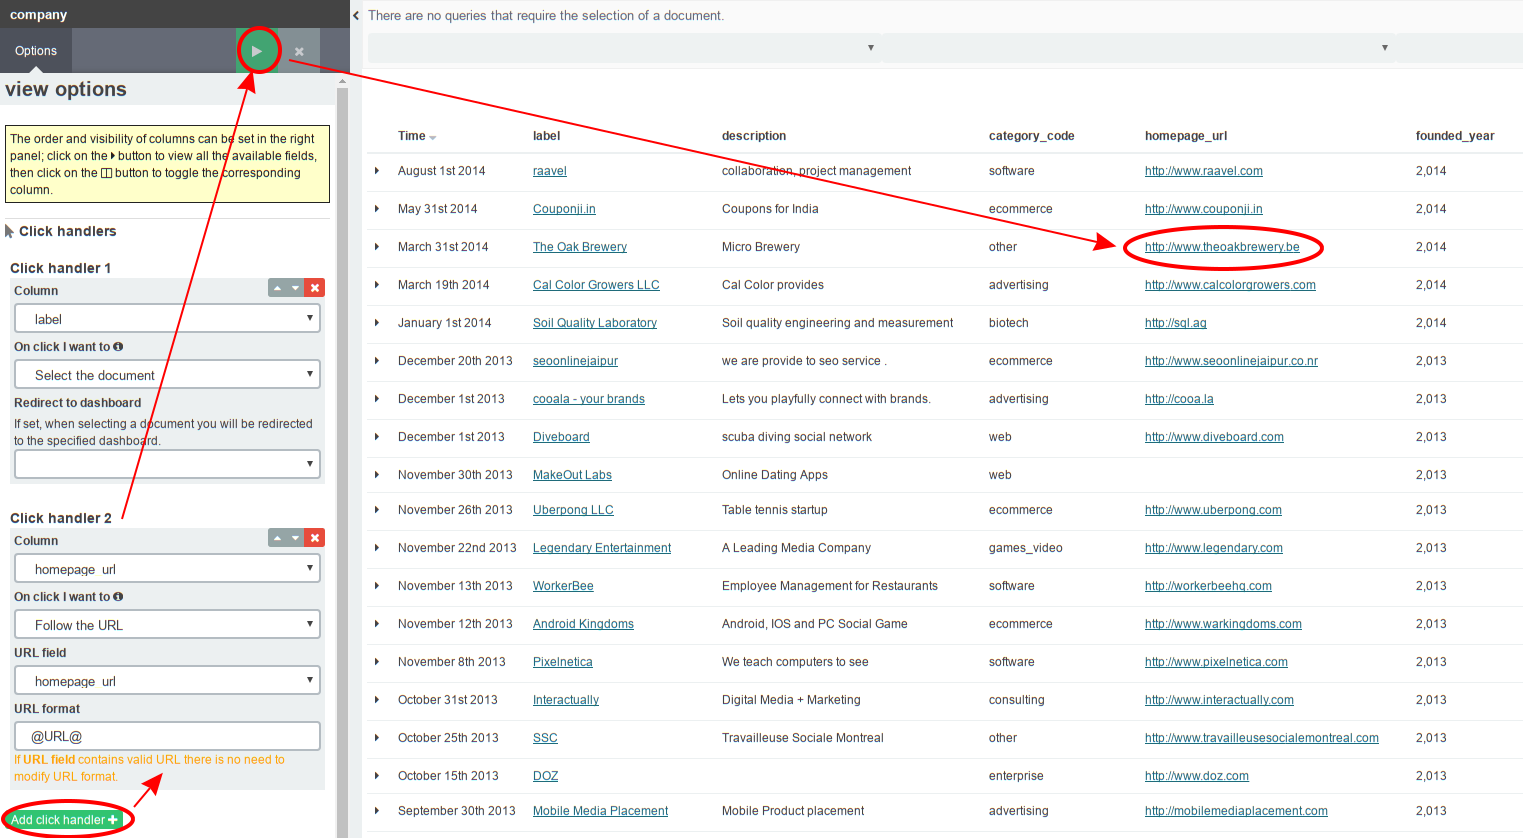 company
Options
view options
The order and visibility of columns can be set in the right
panel; click on the button to view all the available fields,
then click on the button to toggle the corresponding
column.
Click handlers
Click handler 1
Column
label
On click I want to
Select the document
Redirect to dashboard
If set, when selecting a document you will be redirected
to the specified dashboard.
Click handler 2
Column
homepage_url
On click I want to
Follow the URL
URL field
homepage_url
URL format
@URL@
If URL field contains valid URL there is no need to
modify URL format.
Add click handler +
There are no queries that require the selection of a document.
Time label description category_code homepage_url founded_year
August 1st 2014 raavel collaboration, project management software http://www.raavel.com 2,014
May 31st 2014 Couponji.in Coupons for India ecommerce http://www.couponji.in 2,014
March 31st 2014 The Oak Brewery Micro Brewery other http://www.theoakbrewery.be 2,014
March 19th 2014 Cal Color Growers LLC Cal Color provides advertising http://www.calcolorgrowers.com 2,014
January 1st 2014 Soil Quality Laboratory Soil quality engineering and measurement biotech http://sql.ag 2,014
December 20th 2013 seoonlinejaipur we are provide to seo service . ecommerce http://www.seoonlinejaipur.co.nr 2,013
December 1st 2013 cooala - your brands Lets you playfully connect with brands. advertising http://cooa.la 2,013
December 1st 2013 Diveboard scuba diving social network web http://www.diveboard.com 2,013
November 30th 2013 MakeOut Labs Online Dating Apps web
November 26th 2013 Uberpong LLC Table tennis startup ecommerce http://www.uberpong.com 2,013
November 22nd 2013 Legendary Entertainment A Leading Media Company games_video http://www.legendary.com 2,013
November 13th 2013 WorkerBee Employee Management for Restaurants software http://workerbeehq.com 2,013
November 12th 2013 Android Kingdoms Android, IOS and PC Social Game ecommerce http://www.warkingdoms.com 2,013
November 8th 2013 Pixelnetica We teach computers to see software http://www.pixelnetica.com 2,013
October 31st 2013 Interactually Digital Media + Marketing consulting http://www.interactually.com 2,013
October 25th 2013 SSC Travailleuse Sociale Montreal other http://www.travailleusesocialemontreal.com 2,013
October 15th 2013 DOZ enterprise http://www.doz.com 2,013
September 30th 2013 Mobile Media Placement Mobile Product placement advertising http://mobilemediaplacement.com 2,013